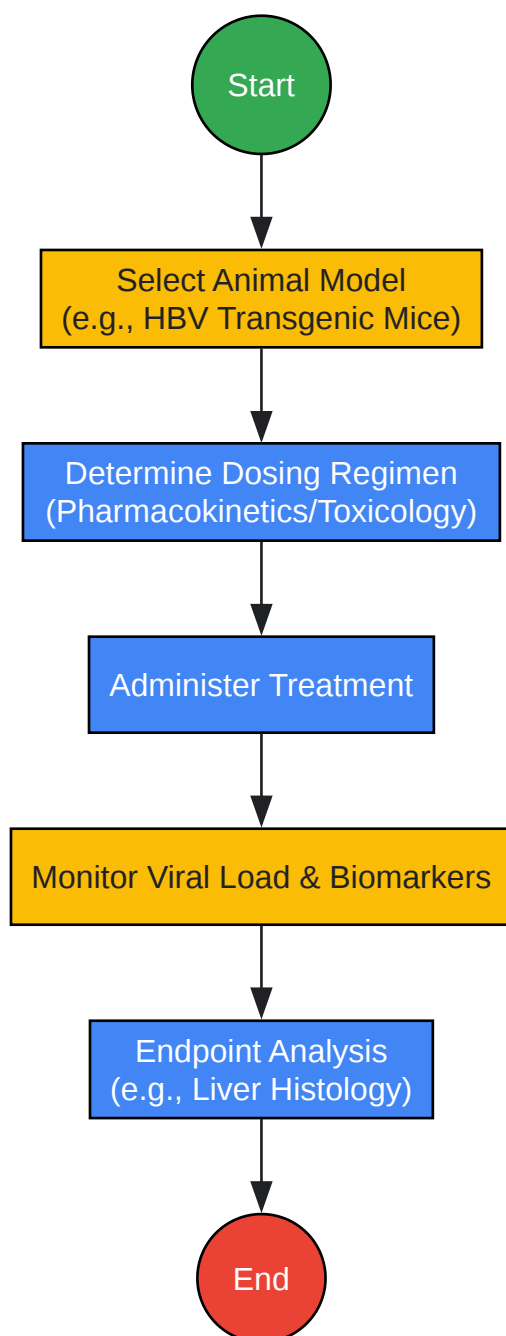 Start
Select Animal Model
(e.g., HBV Transgenic Mice)
Determine Dosing Regimen
(Pharmacokinetics/Toxicology)
Administer Treatment
Monitor Viral Load & Biomarkers
Endpoint Analysis
(e.g., Liver Histology)
End